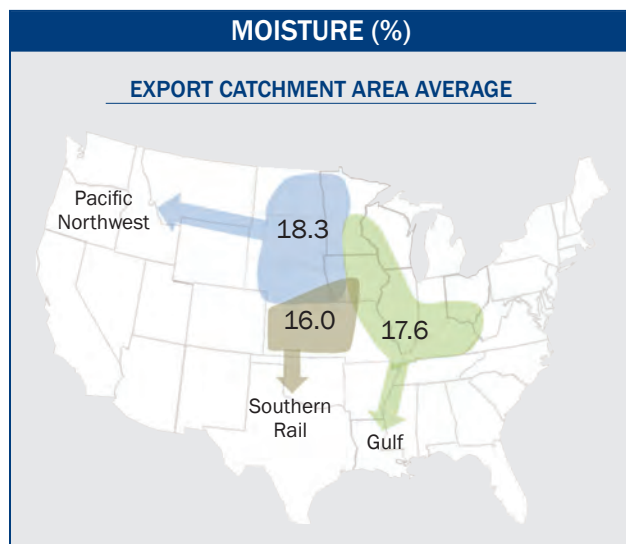 MOISTURE (%)
EXPORT CATCHMENT AREA AVERAGE
Pacific
Northwest
18.3
16.0
17.6
Southern
Rail
Gulf